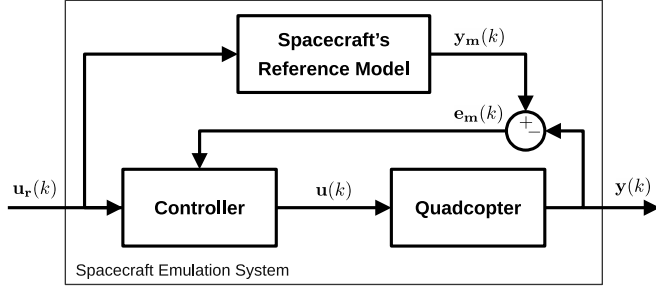 Spacecraft's
Reference Model
y_m(k)
+
−
e_m(k)
u_r(k)
Controller
u(k)
Quadcopter
y(k)
Spacecraft Emulation System